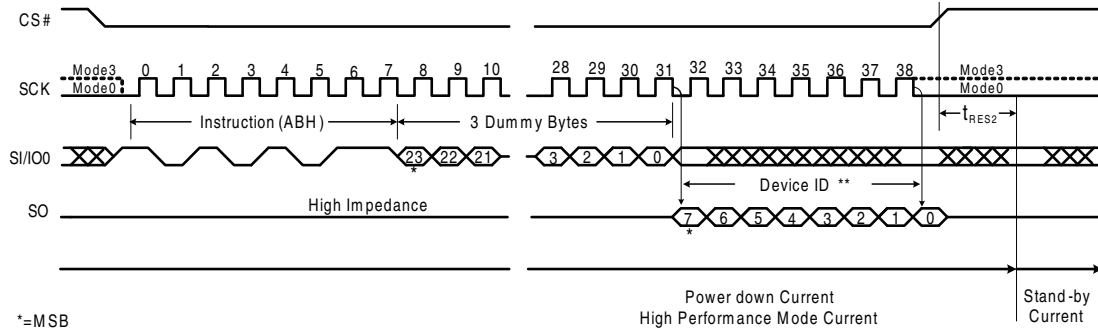 CS#
Mode3 0 1 2 3 4 5 6 7 8 9 10 28 29 30 31 32 33 34 35 36 37 38 Mode3
SCK Mode0 Mode0
Instruction (ABH) 3 Dummy Bytes tRES2
SI/IO0 23 22 21 3 2 1 0
*
Device ID **
High Impedance
SO 7 6 5 4 3 2 1 0
*
Power down Current Stand-by
*=MSB High Performance Mode Current Current